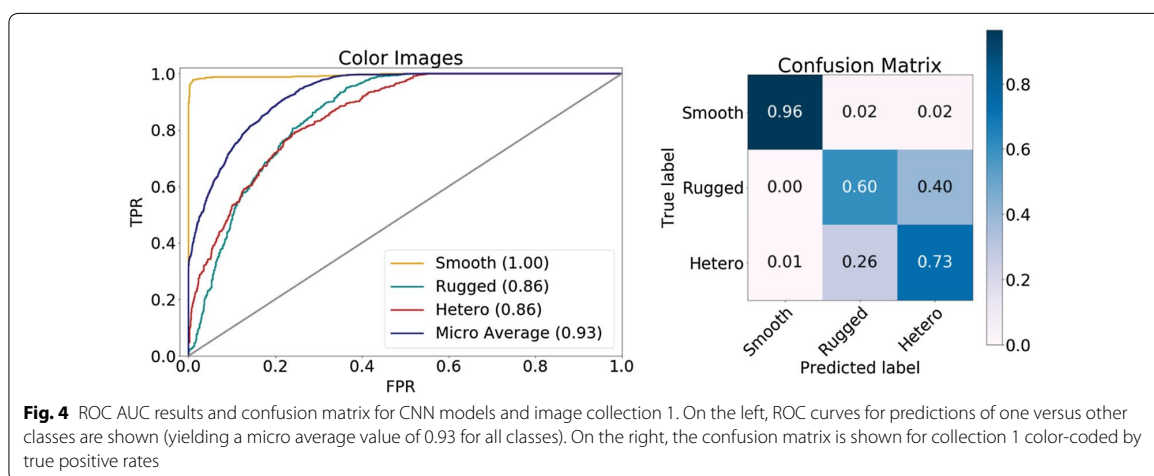 Color Images
1.0
0.8
0.6
0.4
0.2
0.0
TPR
0.0 0.2 0.4 0.6 0.8 1.0
FPR
Smooth (1.00)
Rugged (0.86)
Hetero (0.86)
Micro Average (0.93)
Confusion Matrix
True label
Smooth 0.96 0.02 0.02
Rugged 0.00 0.60 0.40
Hetero 0.01 0.26 0.73
Smooth Rugged Hetero
Predicted label
0.8
0.6
0.4
0.2
0.0
Fig. 4 ROC AUC results and confusion matrix for CNN models and image collection 1. On the left, ROC curves for predictions of one versus other
classes are shown (yielding a micro average value of 0.93 for all classes). On the right, the confusion matrix is shown for collection 1 color-coded by
true positive rates